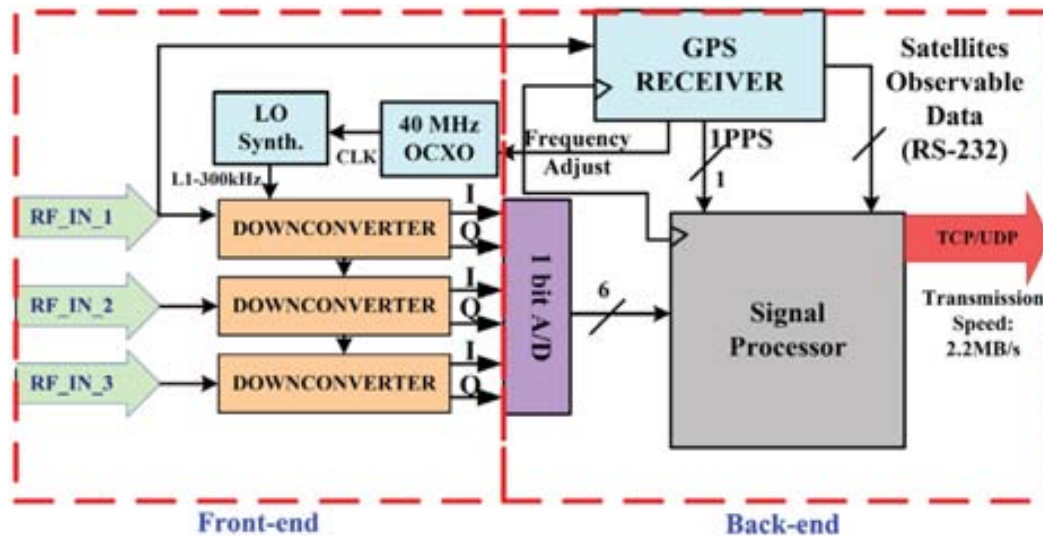 GPS
RECEIVER
Satellites
Observable
Data
(RS-232)
LO
Synth.
CLK
40 MHz
OCXO
Frequency
Adjust
1PPS
1
L1-300kHz
RF_IN_1
DOWNCONVERTER
I
Q
RF_IN_2
DOWNCONVERTER
I
Q
RF_IN_3
DOWNCONVERTER
I
Q
1 bit A/D
6
Signal
Processor
TCP/UDP
Transmission
Speed:
2.2MB/s
Front-end
Back-end